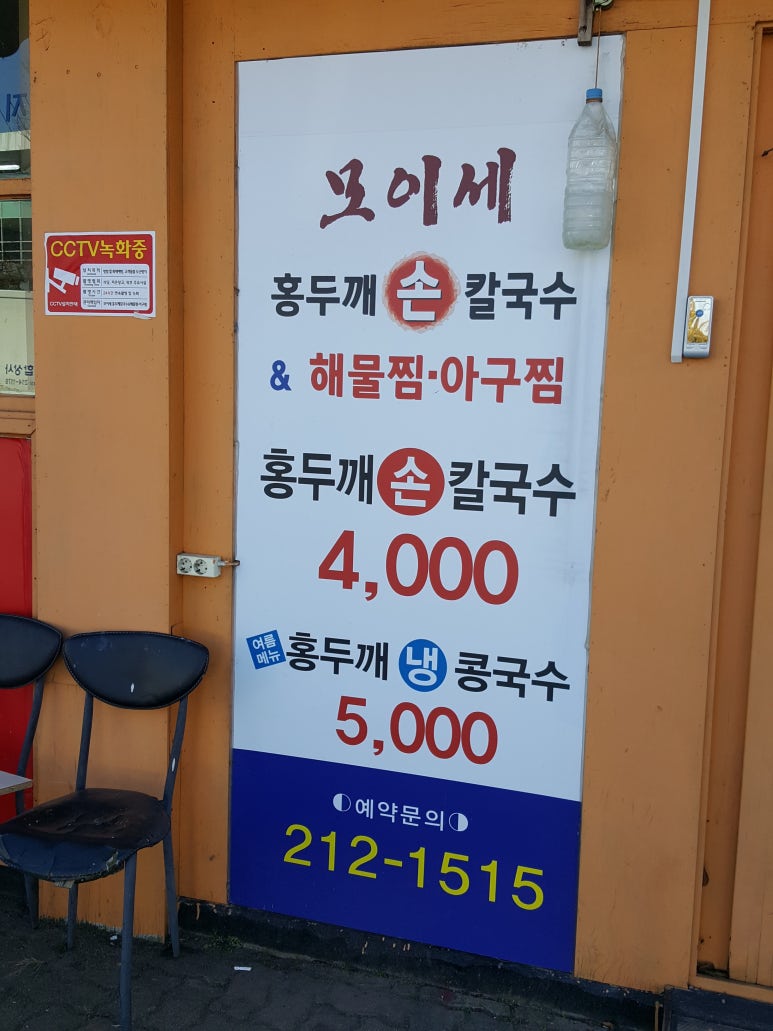 모이세
홍두깨 손 칼국수
& 해물찜·아구찜
홍두깨 손 칼국수
4,000
여름
메뉴
홍두깨 냉 콩국수
5,000
예약문의
212-1515
CCTV녹화중